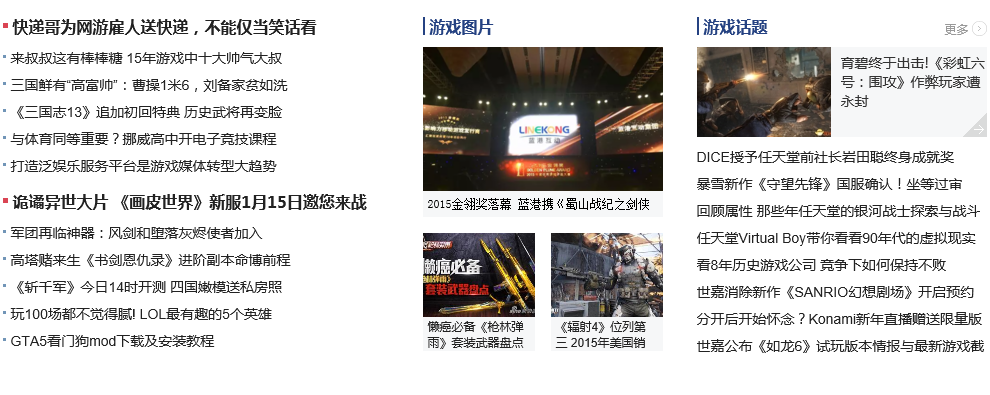 快递哥为网游雇人送快递，不能仅当笑话看
来叔叔这有棒棒糖 15年游戏中十大帅气大叔
三国鲜有“高富帅”：曹操1米6，刘备家贫如洗
《三国志13》追加初回特典 历史武将再变脸
与体育同等重要？挪威高中开电子竞技课程
打造泛娱乐服务平台是游戏媒体转型大趋势
诡谲异世大片 《画皮世界》新服1月15日邀您来战
军团再临神器：风剑和堕落灰烬使者加入
高塔赌来生《书剑恩仇录》进阶副本命博前程
《斩千军》今日14时开测 四国嫩模送私房照
玩100场都不觉得腻! LOL最有趣的5个英雄
GTA5看门狗mod下载及安装教程
游戏图片
LINEKONG
蓝港互动
2015金翎奖落幕 蓝港携《蜀山战纪之剑侠
懒癌必备
套装武器盘点
懒癌必备《枪林弹
雨》套装武器盘点
《辐射4》位列第
三 2015年美国销
游戏话题
更多
育碧终于出击!《彩虹六
号：围攻》作弊玩家遭
永封
DICE授予任天堂前社长岩田聪终身成就奖
暴雪新作《守望先锋》国服确认！坐等过审
回顾属性 那些年任天堂的银河战士探索与战斗
任天堂Virtual Boy带你看看90年代的虚拟现实
看8年历史游戏公司 竞争下如何保持不败
世嘉消除新作《SANRIO幻想剧场》开启预约
分开后开始怀念？Konami新年直播赠送限量版
世嘉公布《如龙6》试玩版本情报与最新游戏截